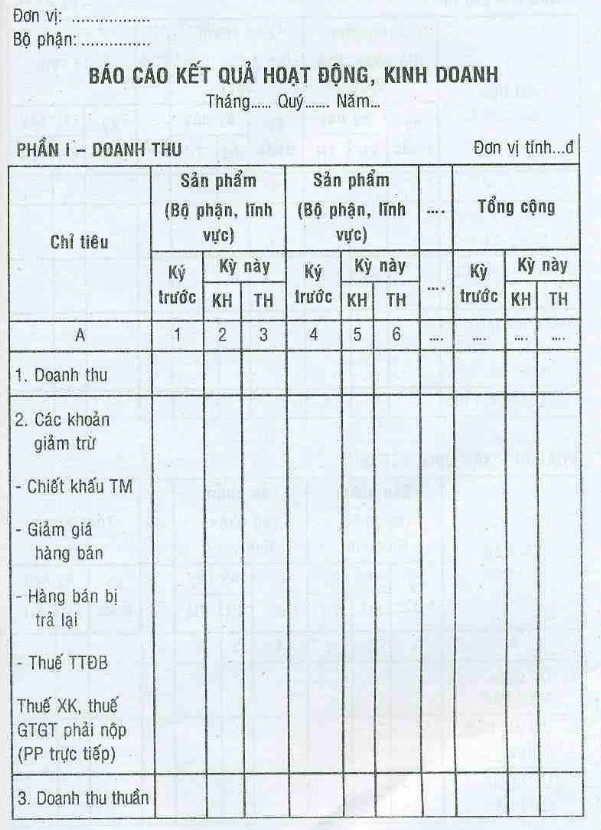 Đơn vị: ..................
Bộ phận: ...............
BÁO CÁO KẾT QUẢ HOẠT ĐỘNG, KINH DOANH
Tháng...... Quý....... Năm...
PHẦN I – DOANH THU Đơn vị tính...đ
Chỉ tiêu
Sản phẩm (Bộ phận, lĩnh vực)
Sản phẩm (Bộ phận, lĩnh vực)
....
Tổng cộng
Ký trước
Kỳ này
Ký trước
Kỳ này
....
Kỳ trước
Kỳ này
KH TH KH TH KH TH
A 1 2 3 4 5 6 .... .... .... ....
1. Doanh thu
2. Các khoản
giảm trừ
- Chiết khấu TM
- Giảm giá
hàng bán
- Hàng bán bị
trả lại
- Thuế TTĐB
Thuế XK, thuế
GTGT phải nộp
(PP trực tiếp)
3. Doanh thu thuần